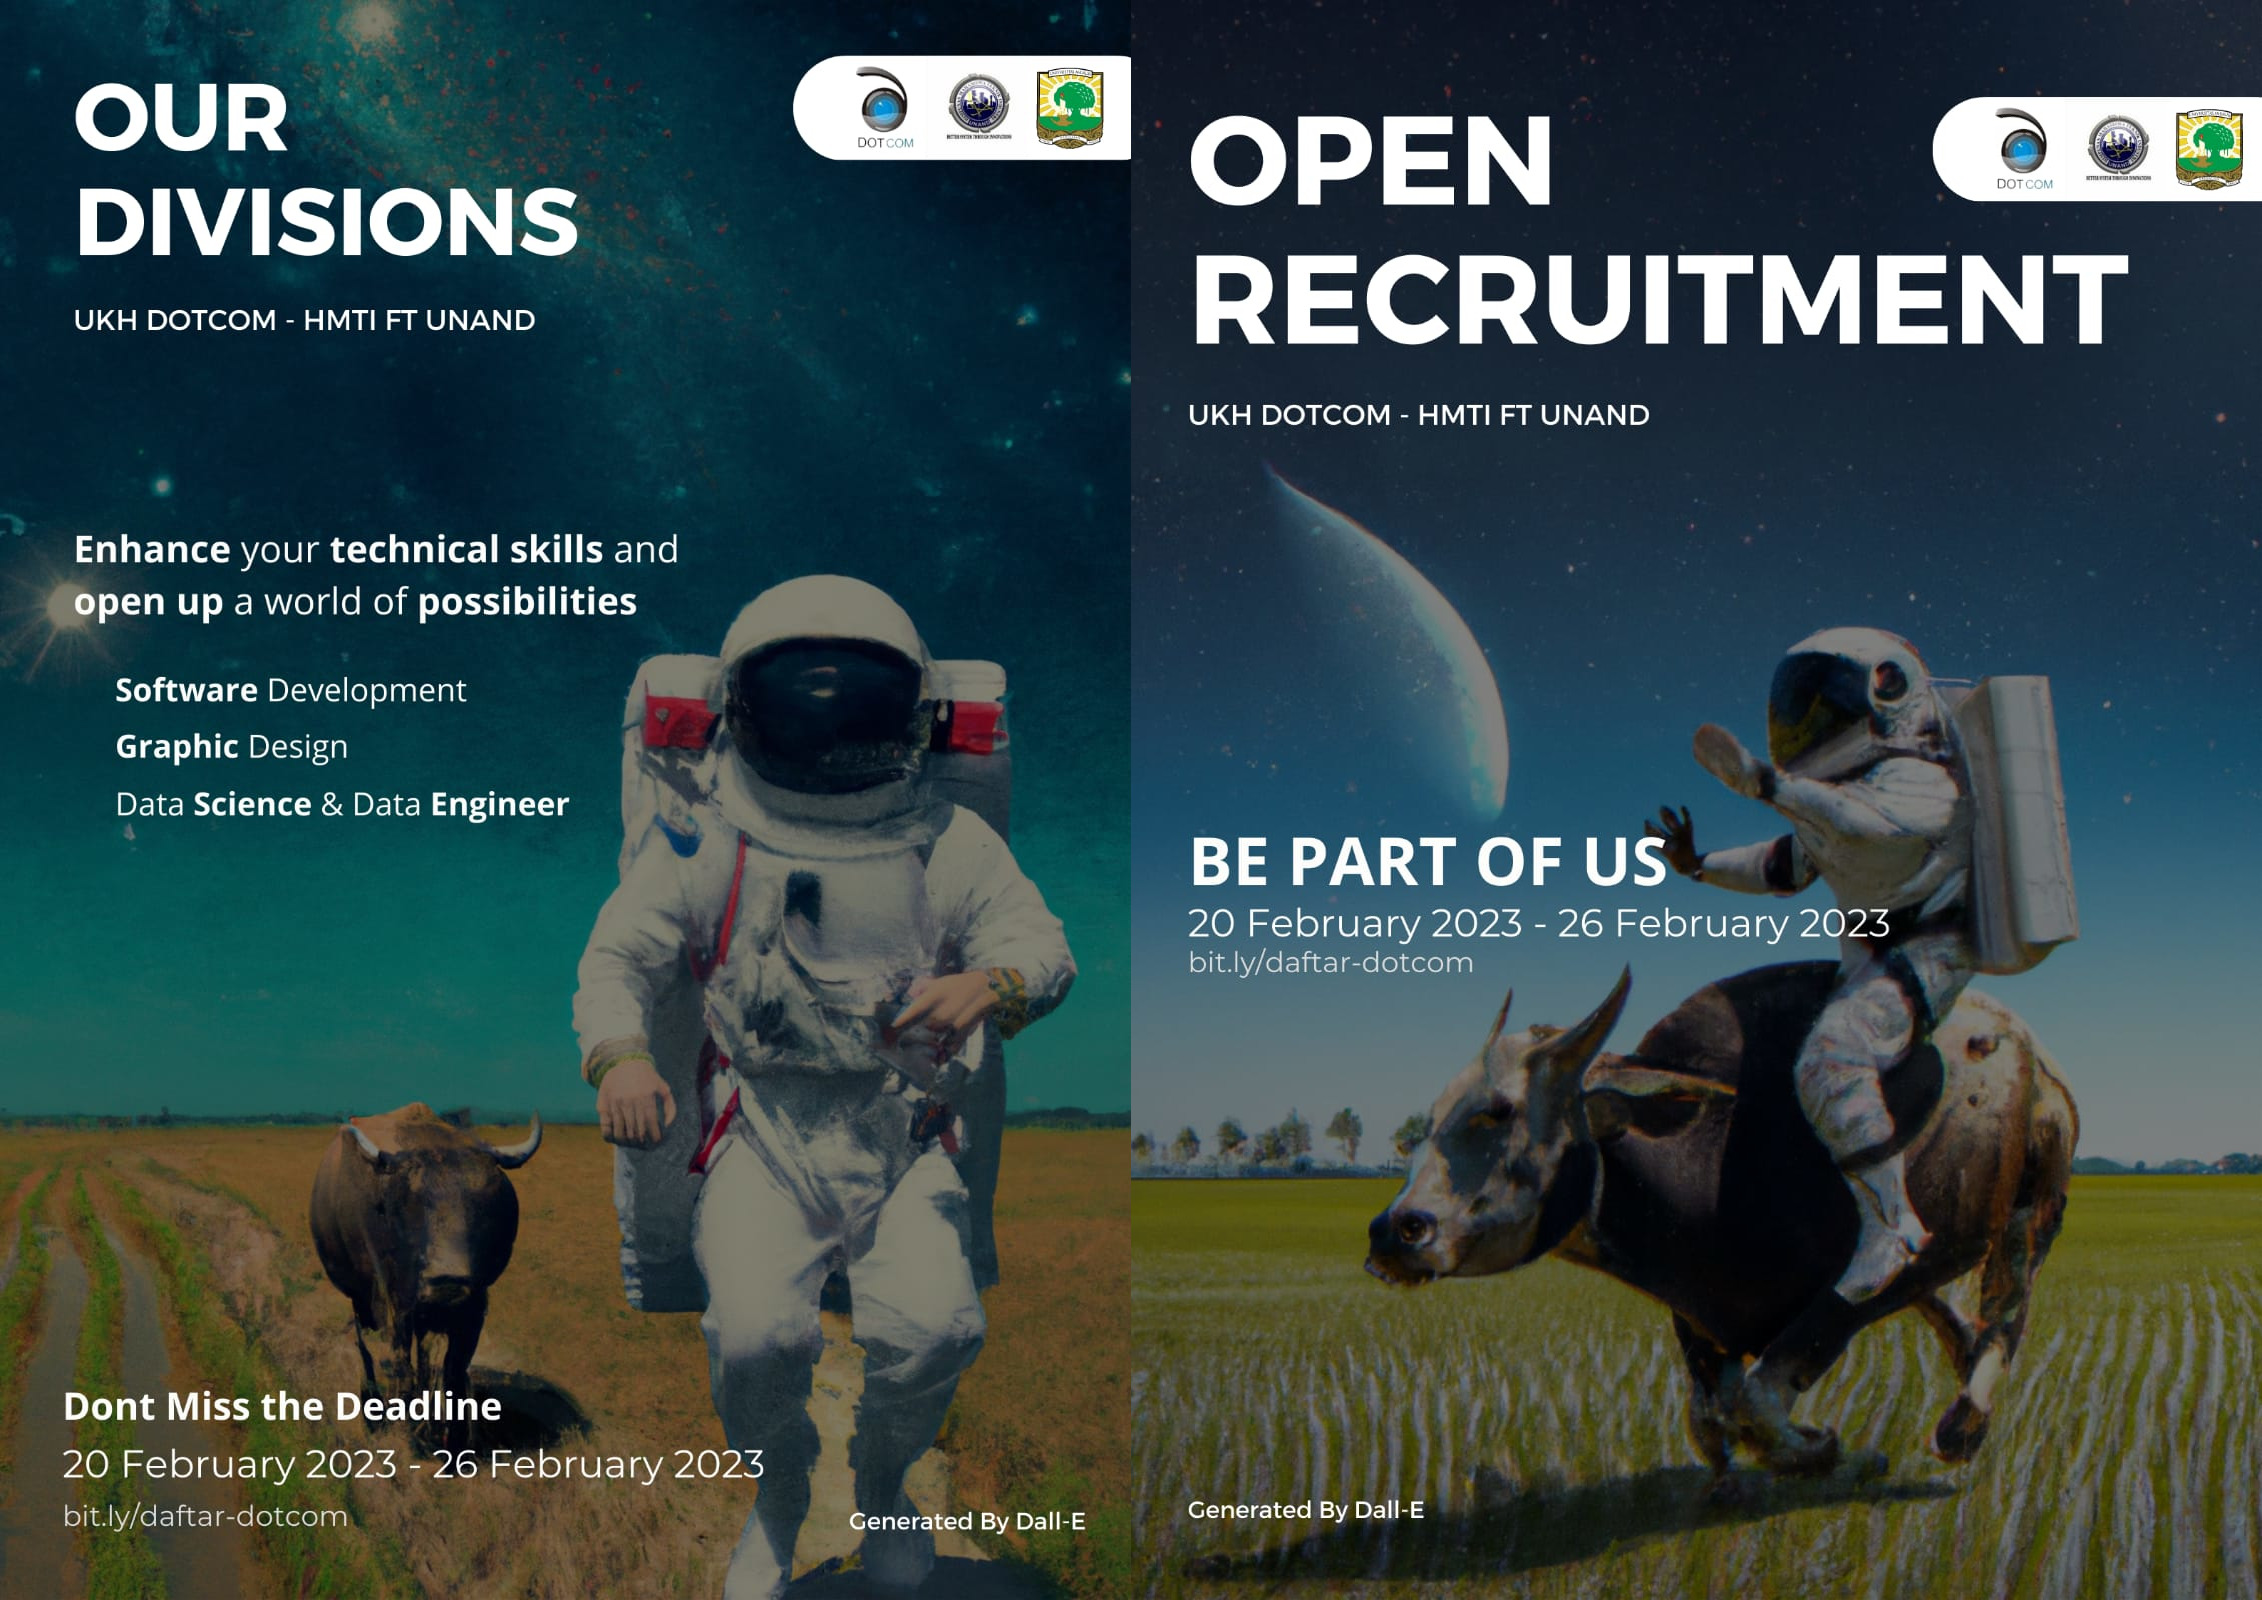 OUR
DIVISIONS
UKH DOTCOM - HMTI FT UNAND
DOTCOM
Enhance your technical skills and
open up a world of possibilities
Software Development
Graphic Design
Data Science & Data Engineer
Dont Miss the Deadline
20 February 2023 - 26 February 2023
bit.ly/daftar-dotcom
Generated By Dall-E
OPEN
RECRUITMENT
UKH DOTCOM - HMTI FT UNAND
DOTCOM
BE PART OF US
20 February 2023 - 26 February 2023
bit.ly/daftar-dotcom
Generated By Dall-E